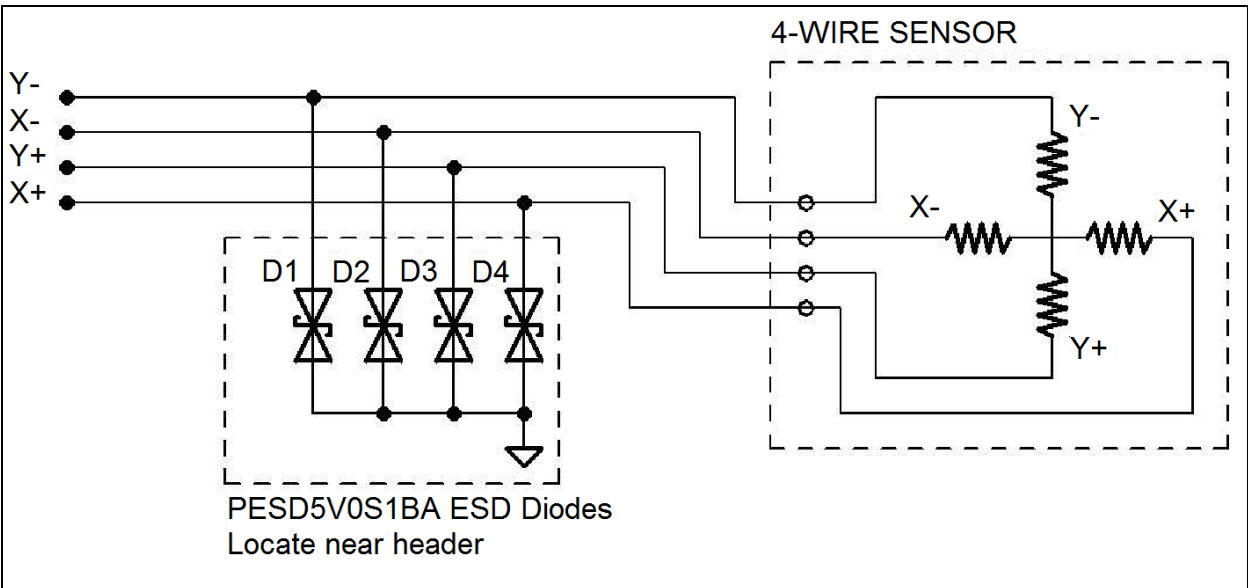 4-WIRE SENSOR
Y-
X-
Y+
X+
Y-
X-
X+
Y+
D1 D2 D3 D4
PESD5V0S1BA ESD Diodes
Locate near header